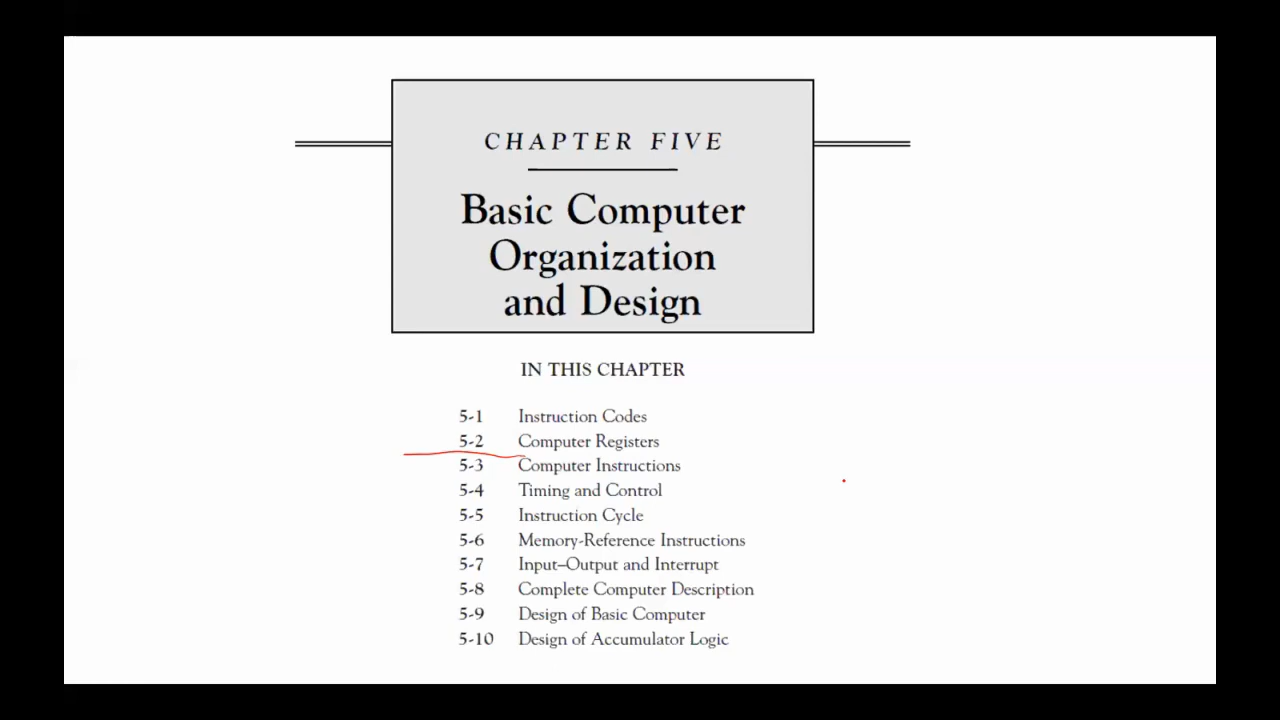 CHAPTER FIVE
Basic Computer
Organization
and Design
IN THIS CHAPTER
5-1 Instruction Codes
5-2 Computer Registers
5-3 Computer Instructions
5-4 Timing and Control
5-5 Instruction Cycle
5-6 Memory-Reference Instructions
5-7 Input–Output and Interrupt
5-8 Complete Computer Description
5-9 Design of Basic Computer
5-10 Design of Accumulator Logic